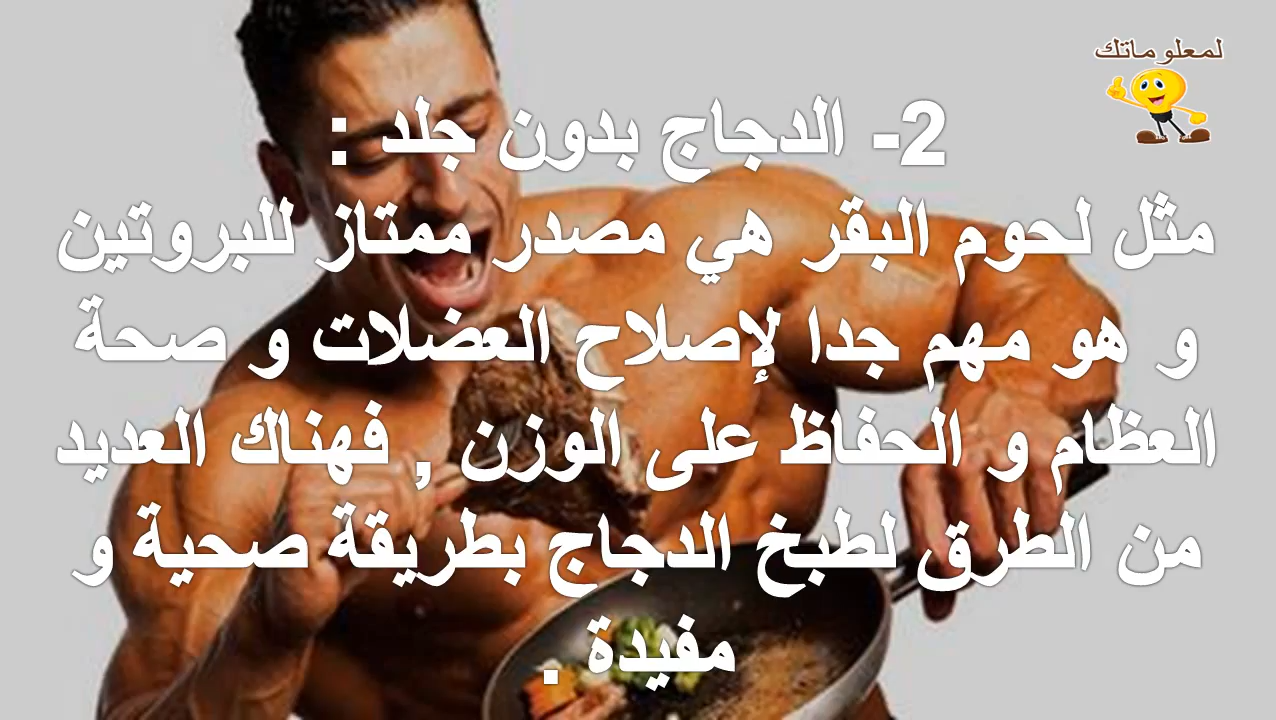 لمعلوماتك
2- الدجاج بدون جلد :
مثل لحوم البقر هي مصدر ممتاز للبروتين
و هو مهم جدا لإصلاح العضلات و صحة
العظام و الحفاظ على الوزن , فهناك العديد
من الطرق لطبخ الدجاج بطريقة صحية و
مفيدة .